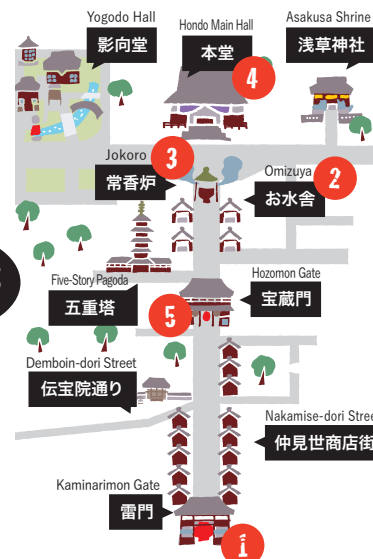 Yogodo Hall
影向堂
Hondo Main Hall
本堂
4
Asakusa Shrine
浅草神社
Jokoro
常香炉
3
Omizuya
お水舎
2
Five-Story Pagoda
五重塔
5
Hozomon Gate
宝蔵門
Demboin-dori Street
伝宝院通り
Nakamise-dori Stree
仲見世商店街
Kaminarimon Gate
雷門
1